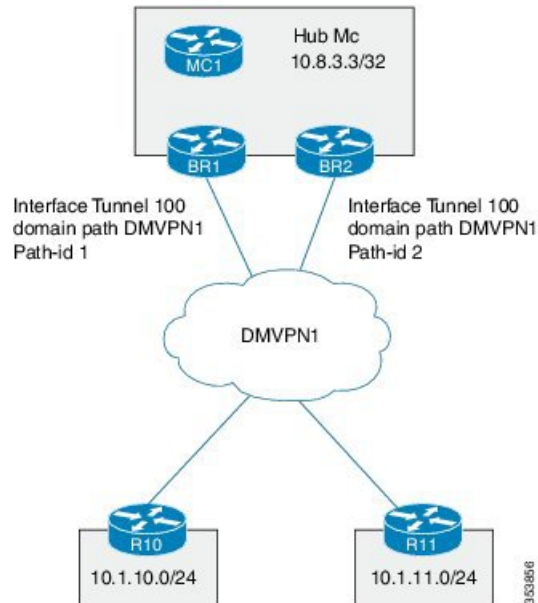 Hub Mc
10.8.3.3/32
MC1
BR1
BR2
Interface Tunnel 100
domain path DMVPN1
Path-id 1
Interface Tunnel 100
domain path DMVPN1
Path-id 2
DMVPN1
R10
R11
10.1.10.0/24
10.1.11.0/24
353856